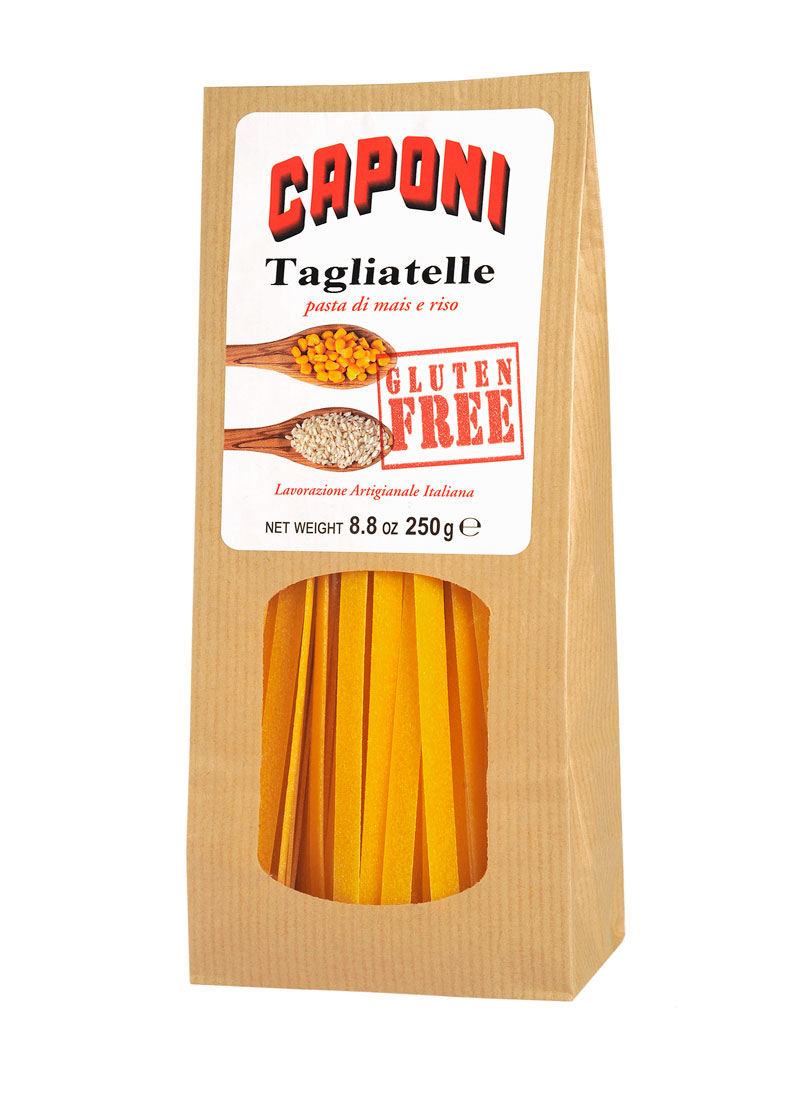 CAPONI
Tagliatelle
pasta di mais e riso
GLUTEN
FREE
Lavorazione Artigianale Italiana
NET WEIGHT 8.8 OZ 250g ℮